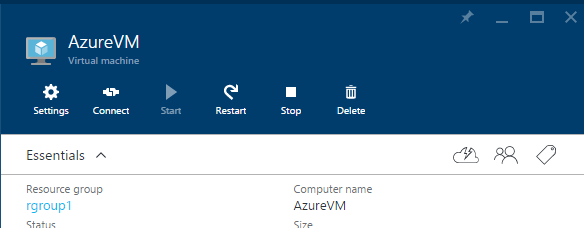 AzureVM
Virtual machine
Settings Connect Start Restart Stop Delete
Essentials
Resource group Computer name
rgroup1 AzureVM
Status Size